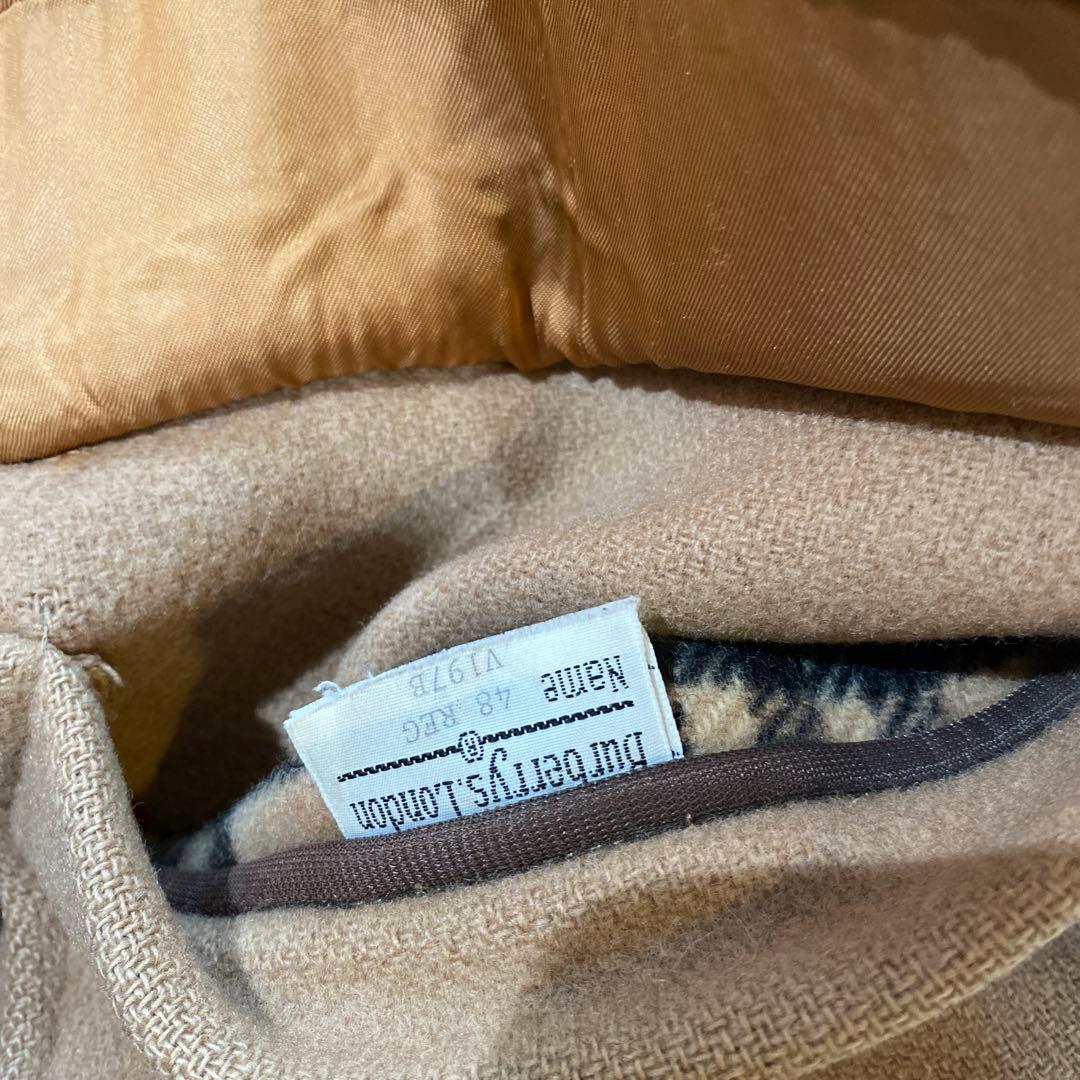 Burberrys.London
®
48 REG
Name
V197B